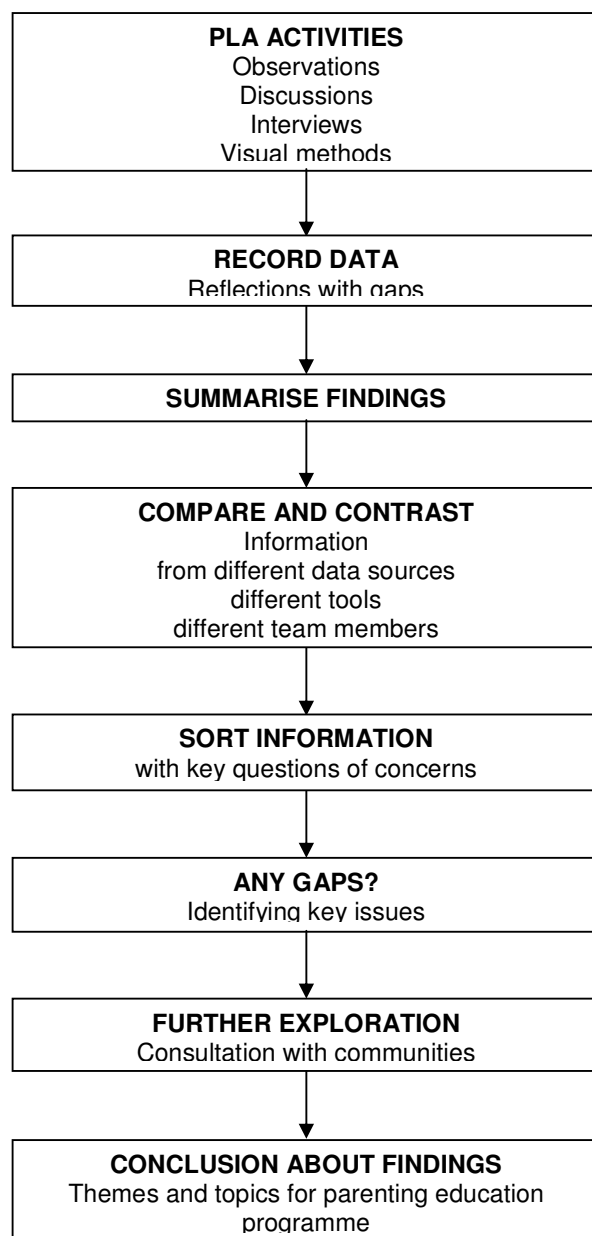 PLA ACTIVITIES
Observations
Discussions
Interviews
Visual methods
RECORD DATA
Reflections with gaps
SUMMARISE FINDINGS
COMPARE AND CONTRAST
Information
from different data sources
different tools
different team members
SORT INFORMATION
with key questions of concerns
ANY GAPS?
Identifying key issues
FURTHER EXPLORATION
Consultation with communities
CONCLUSION ABOUT FINDINGS
Themes and topics for parenting education
programme